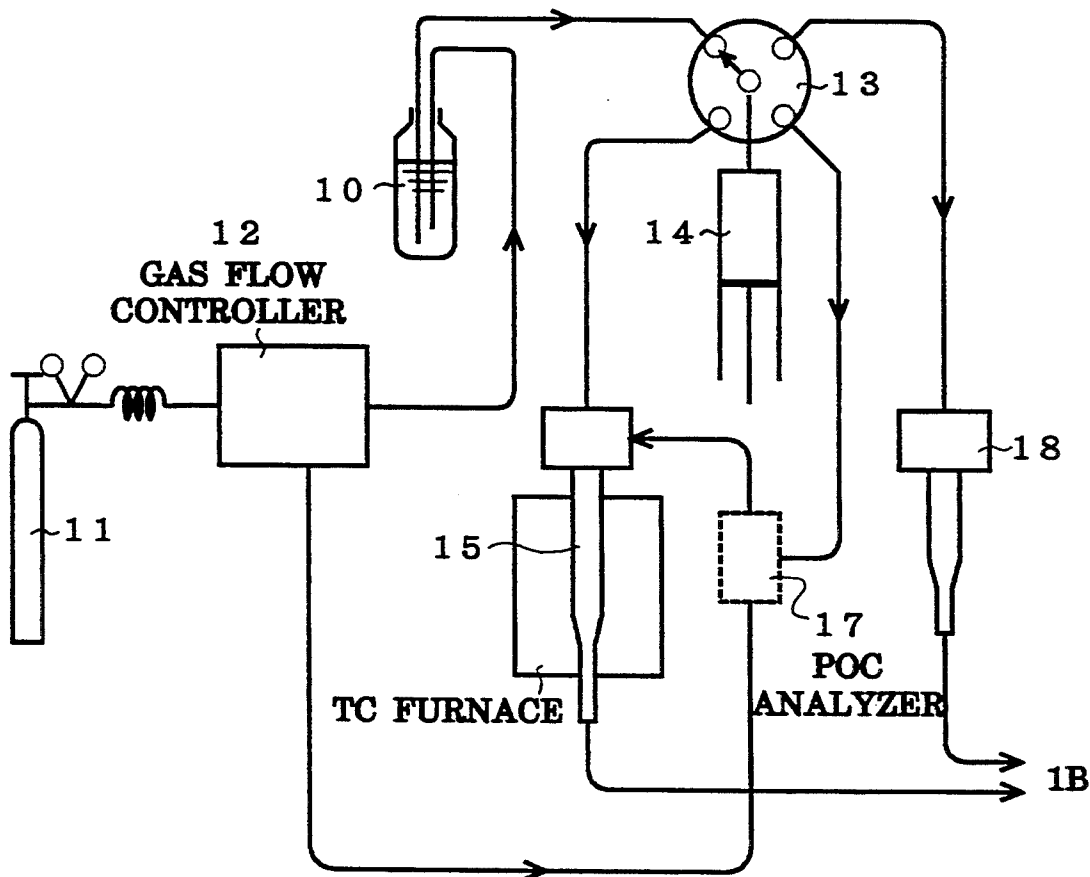 13
10
14
12
GAS FLOW
CONTROLLER
18
11
15
17
POC
ANALYZER
TC FURNACE
1B